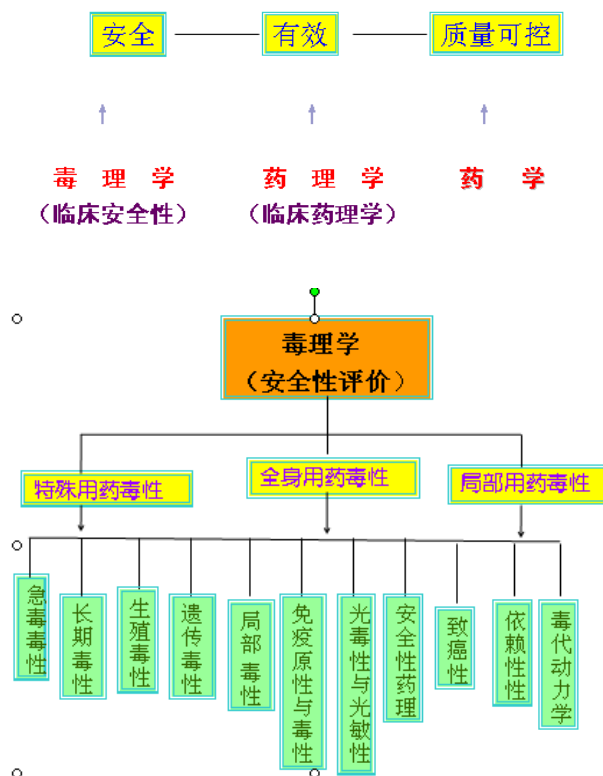 安全
有效
质量可控
毒 理 学
药 理 学
药 学
（临床安全性）
（临床药理学）
毒理学
（安全性评价）
特殊用药毒性
全身用药毒性
局部用药毒性
急毒毒性
长期毒性
生殖毒性
遗传毒性
局部 毒性
免疫原性与毒性
光毒性与光敏性
安全性药理
致癌性
依赖性性
毒代动力学